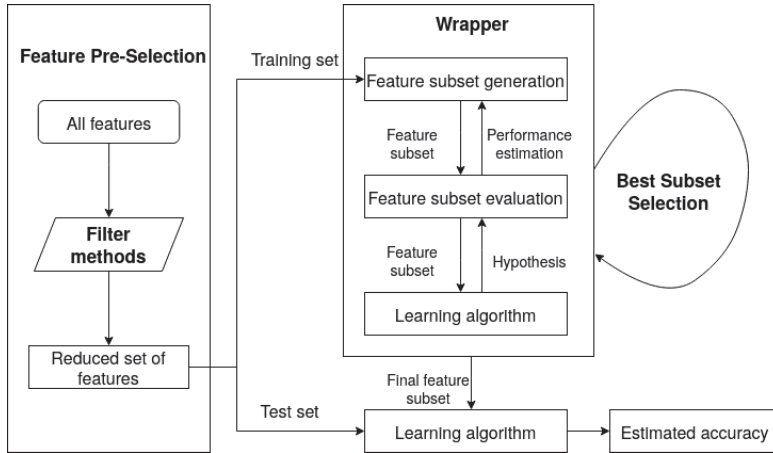 Feature Pre-Selection
All features
Filter
methods
Reduced set of
features
Training set
Test set
Wrapper
Feature subset generation
Feature
subset
Performance
estimation
Feature subset evaluation
Feature
subset
Hypothesis
Learning algorithm
Best Subset
Selection
Final feature
subset
Learning algorithm
Estimated accuracy